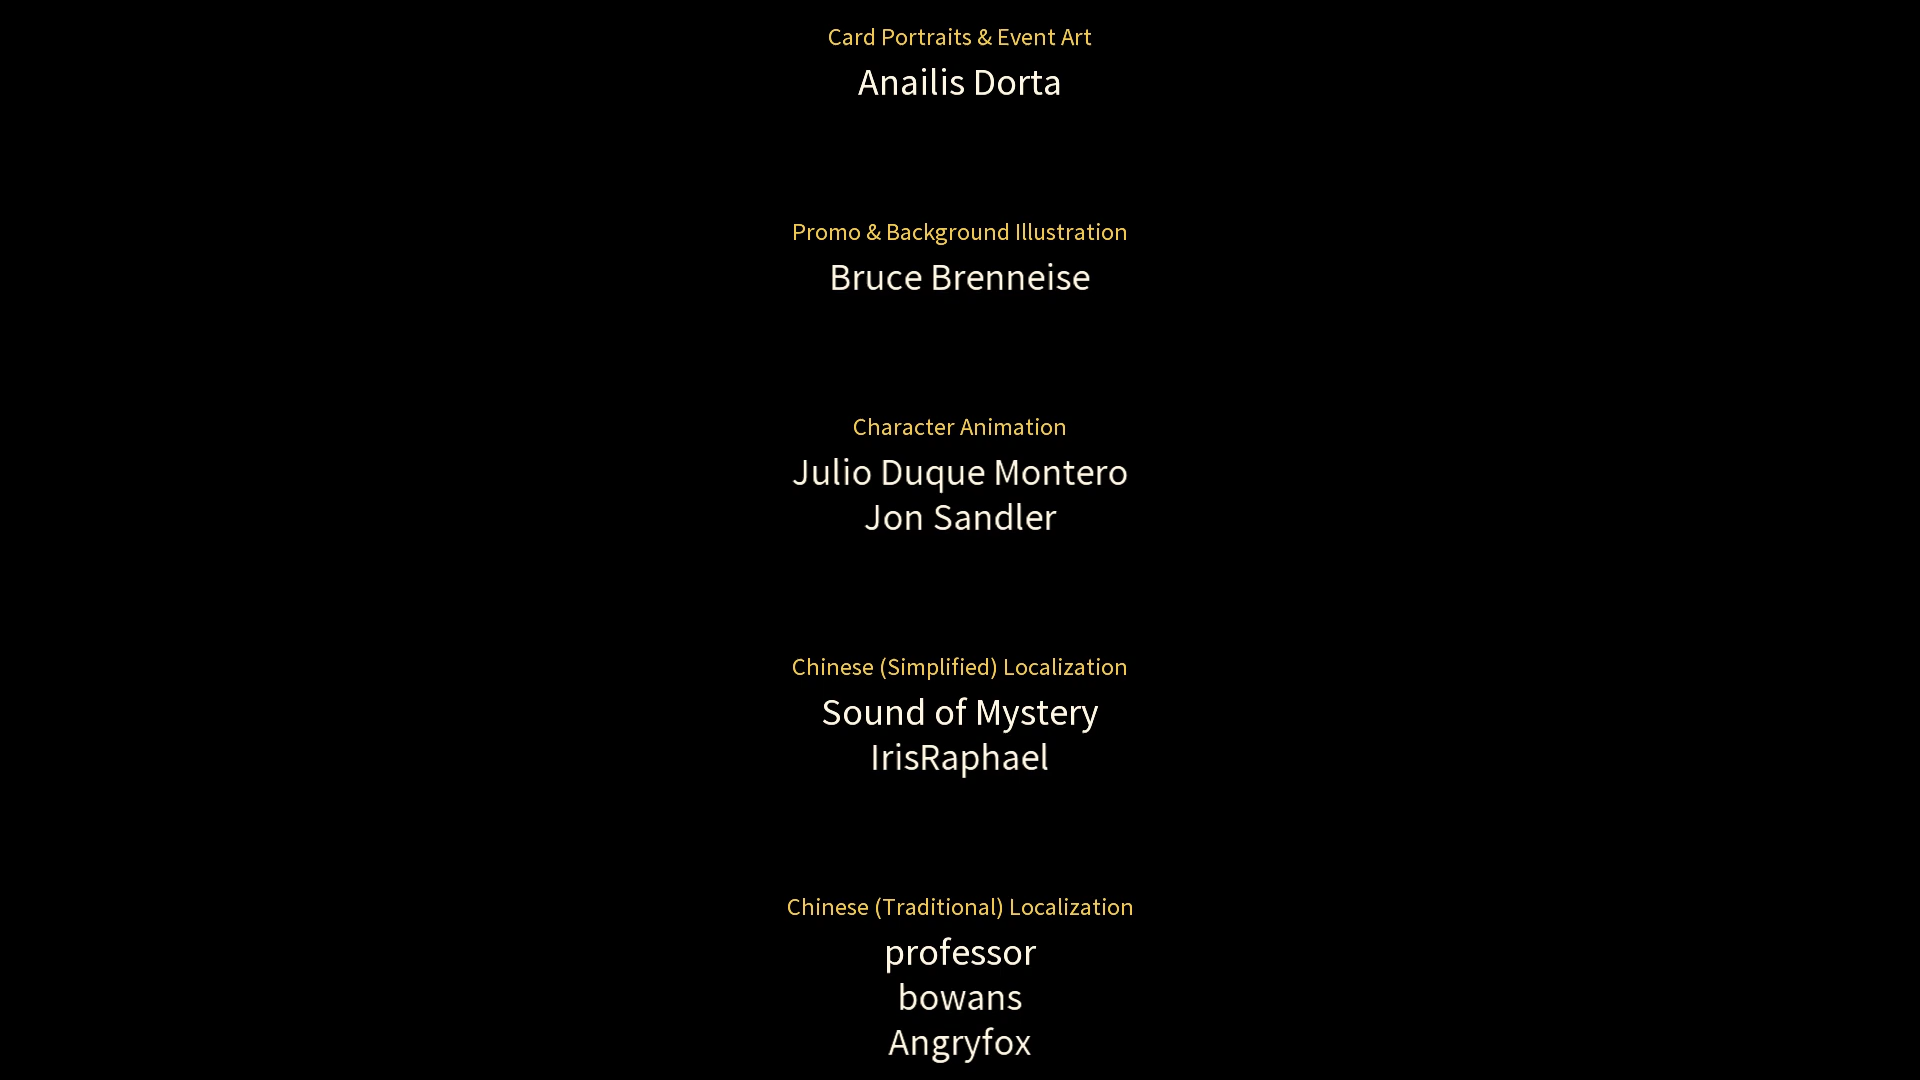 Card Portraits & Event Art
Anailis Dorta
Promo & Background Illustration
Bruce Brenneise
Character Animation
Julio Duque Montero
Jon Sandler
Chinese (Simplified) Localization
Sound of Mystery
IrisRaphael
Chinese (Traditional) Localization
professor
bowans
Angryfox